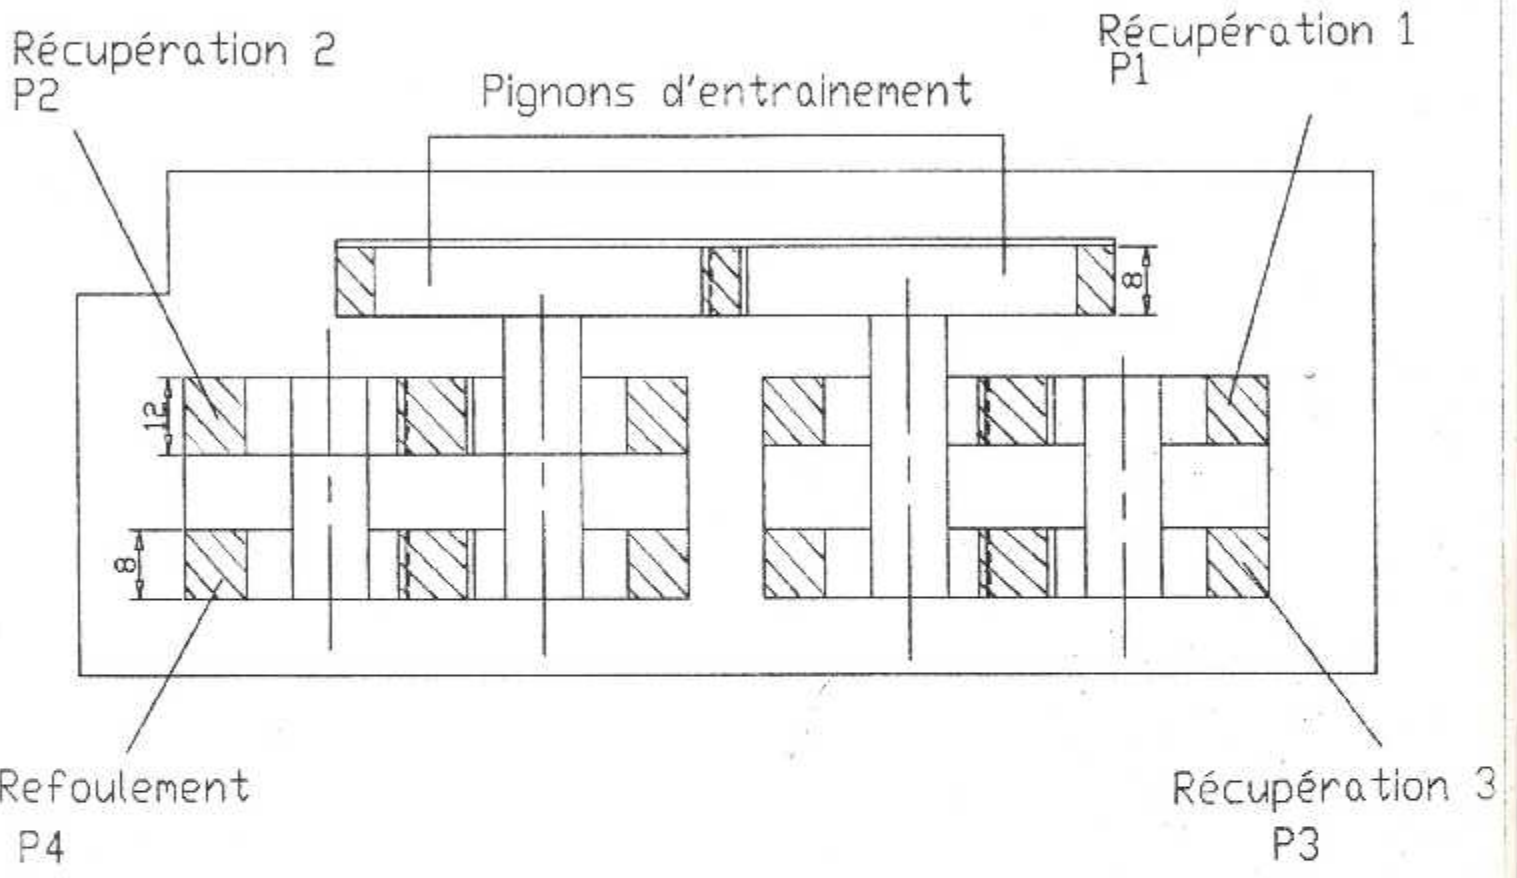 Récupération 2
P2
Pignons d'entrainement
Récupération 1
P1
8
12
8
Refoulement
P4
Récupération 3
P3